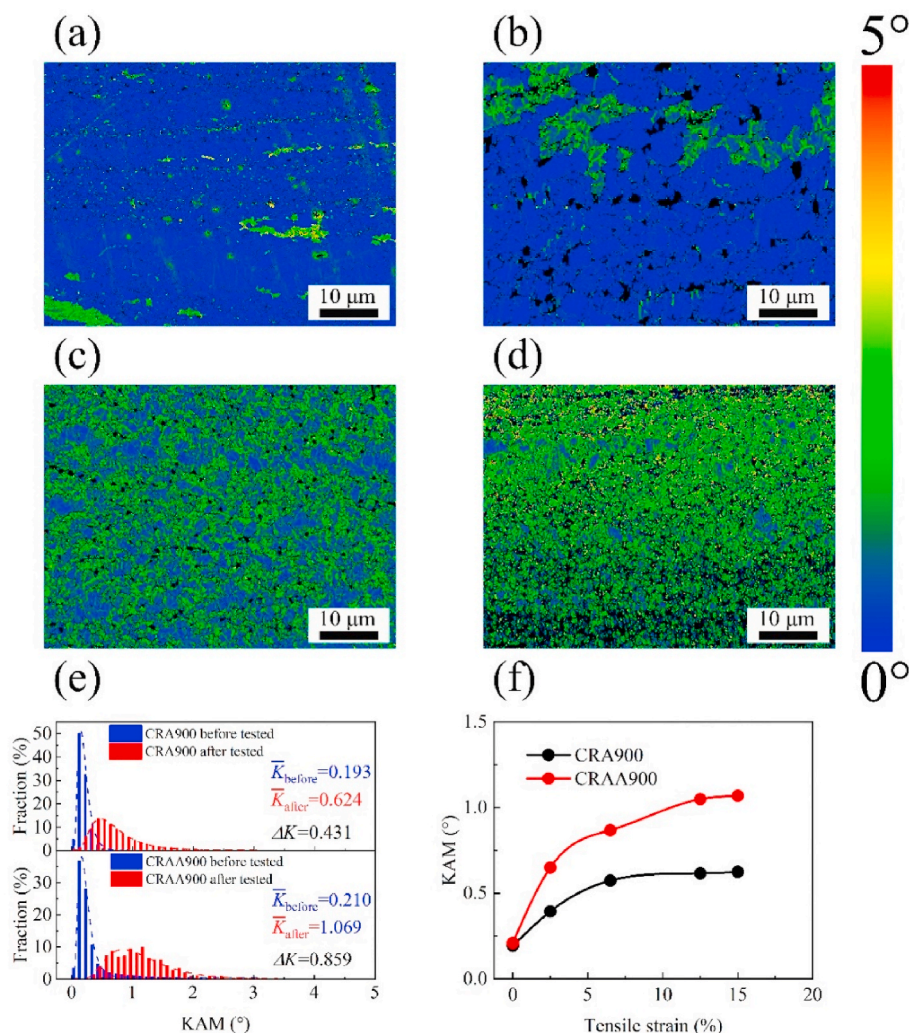 (a)
(b)
5°
10 μm
10 μm
(c)
(d)
10 μm
10 μm
0°
(e)
(f)
CRA900 before tested
CRA900 after tested
K̅before=0.193
K̅after=0.624
ΔK=0.431
Fraction (%)
50
40
30
20
10
0
CRAA900 before tested
CRAA900 after tested
K̅before=0.210
K̅after=1.069
ΔK=0.859
Fraction (%)
30
20
10
0
0 1 2 3 4 5
KAM (°)
CRA900
CRAA900
KAM (°)
1.5
1.0
0.5
0.0
0 5 10 15 20
Tensile strain (%)